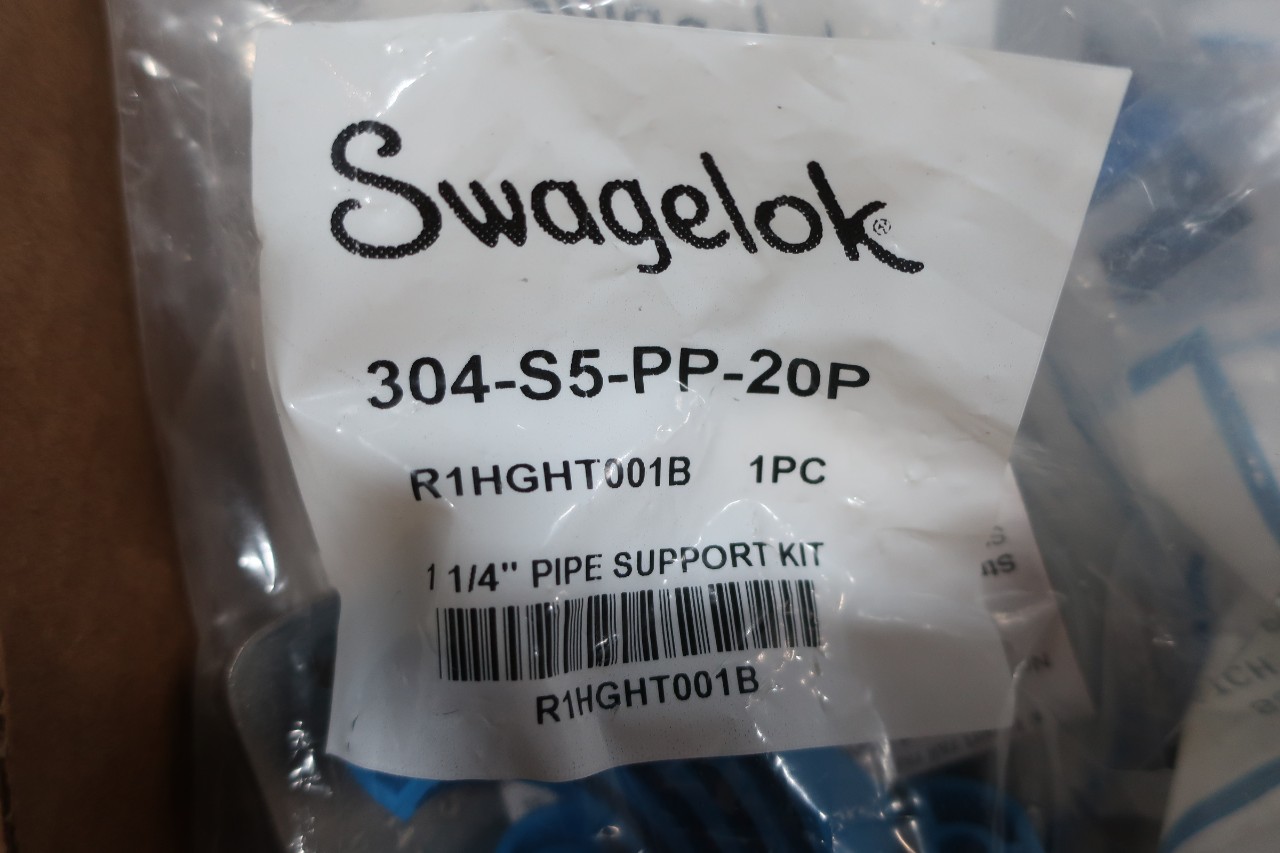 Swagelok®
304-S5-PP-20P
R1HGHT001B 1PC
1 1/4" PIPE SUPPORT KIT
R1HGHT001B